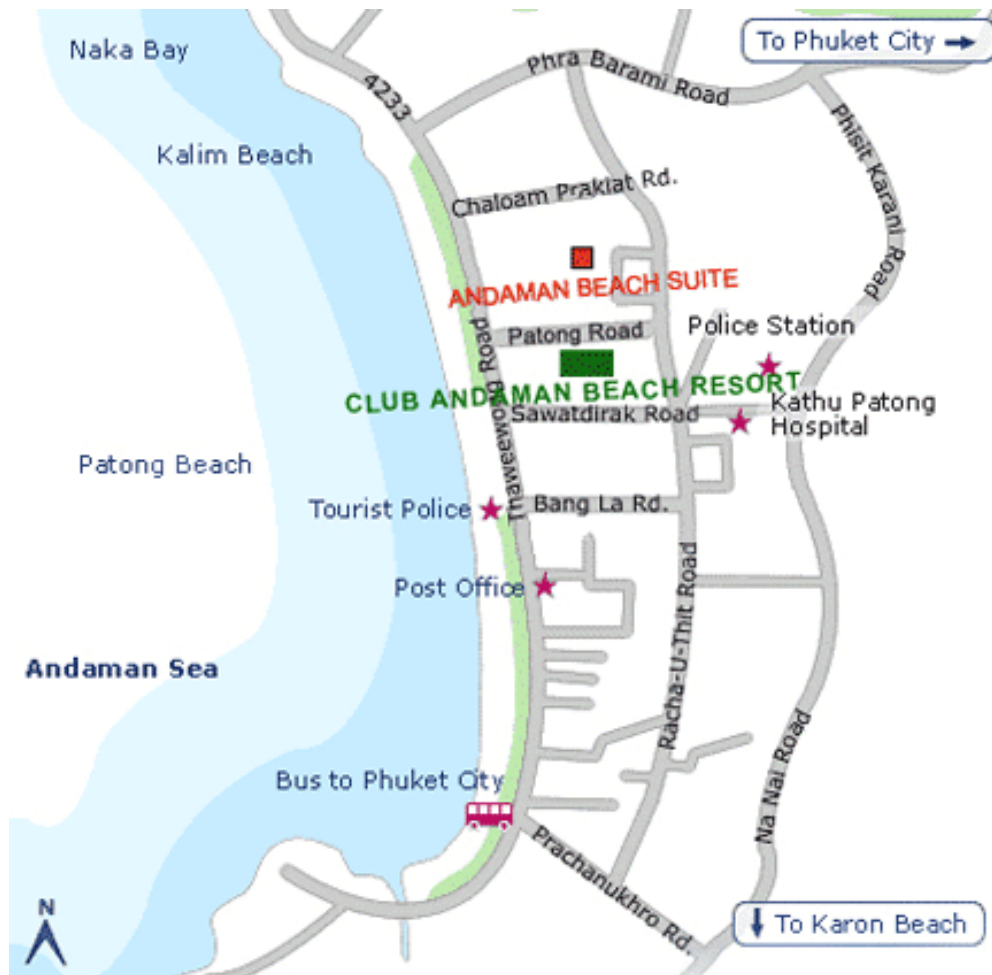 Naka Bay
To Phuket City
4233
Phra Barami Road
Kalim Beach
Phisit Karani Road
Chaloam Prakiat Rd.
ANDAMAN BEACH SUITE
Patong Road
Police Station
Thaweewong Road
CLUB ANDAMAN BEACH RESORT
Sawatdirak Road
Kathu Patong
Hospital
Patong Beach
Tourist Police
Bang La Rd.
Post Office
Racha-U-Thit Road
Andaman Sea
Na Nai Road
Bus to Phuket City
Prachanukhro Rd.
N
To Karon Beach